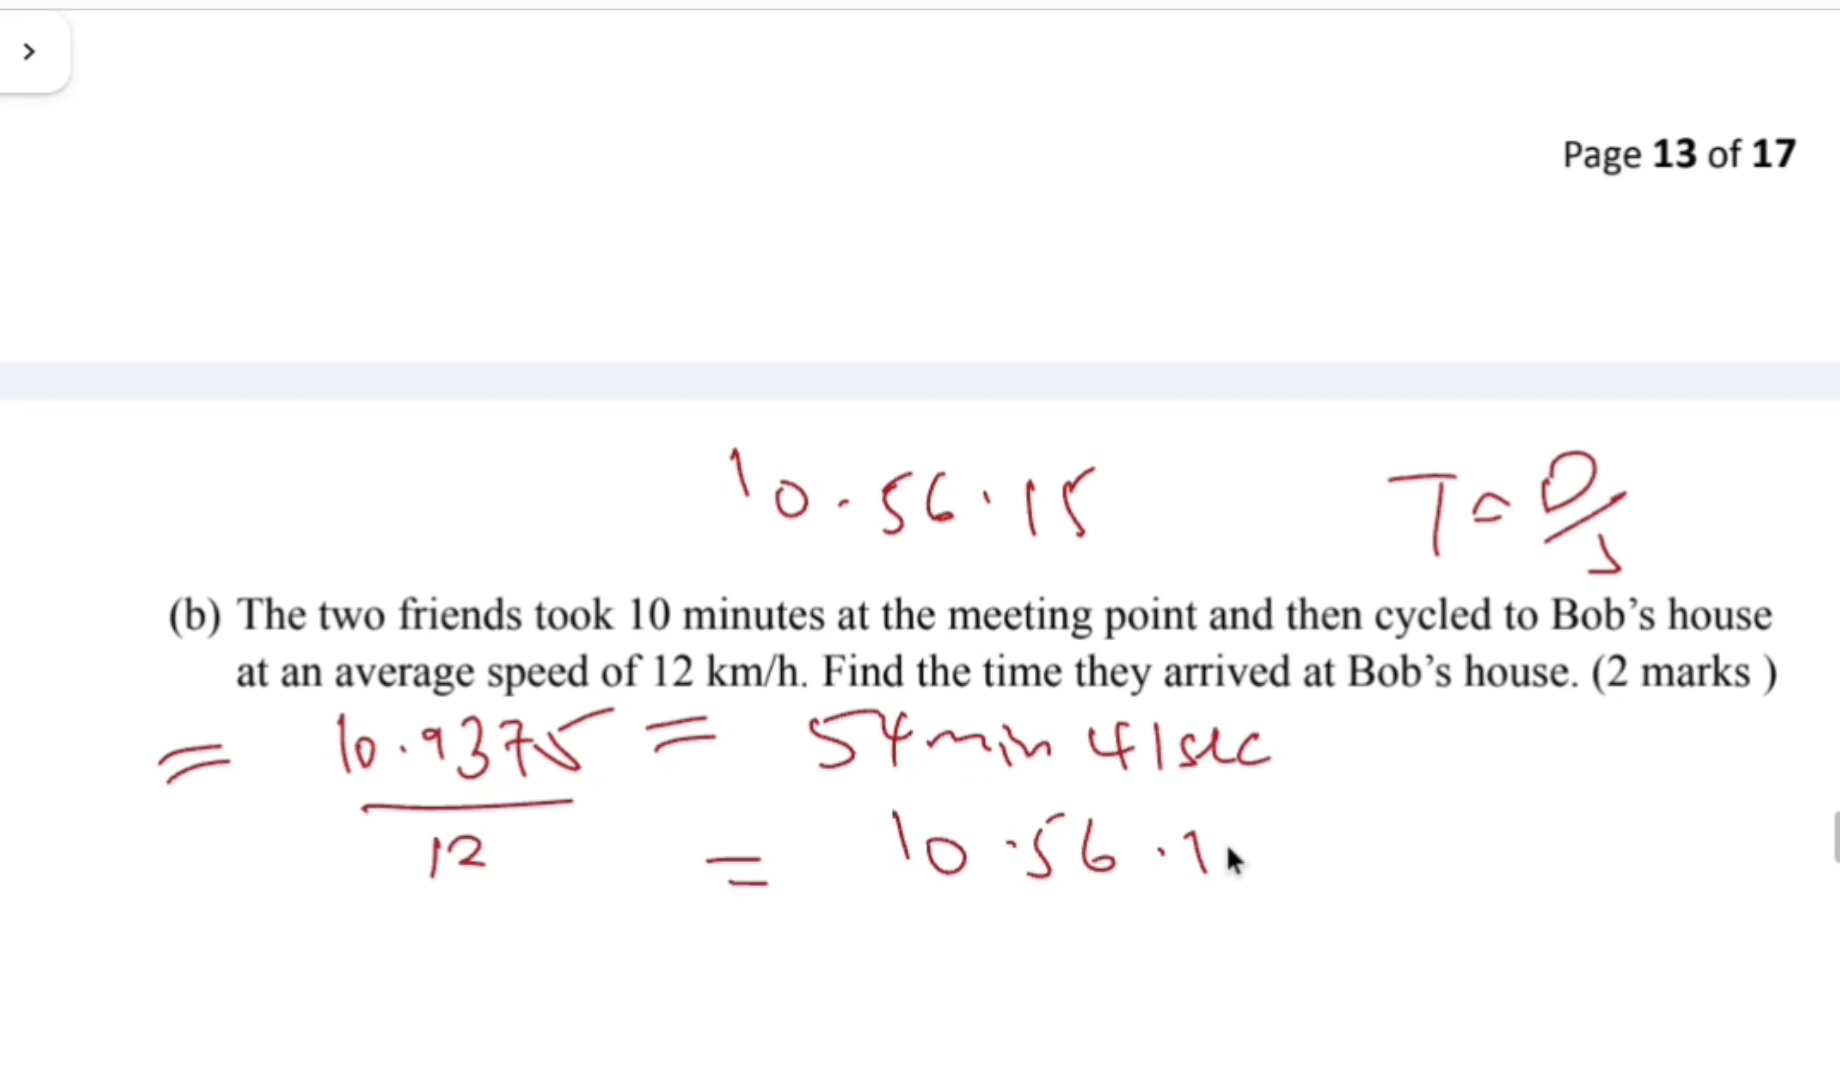 Page 13 of 17
10.56.15
T = D/S
(b) The two friends took 10 minutes at the meeting point and then cycled to Bob’s house
at an average speed of 12 km/h. Find the time they arrived at Bob’s house. (2 marks )
= 10.9375 = 54min 41sec
12
= 10.56.1